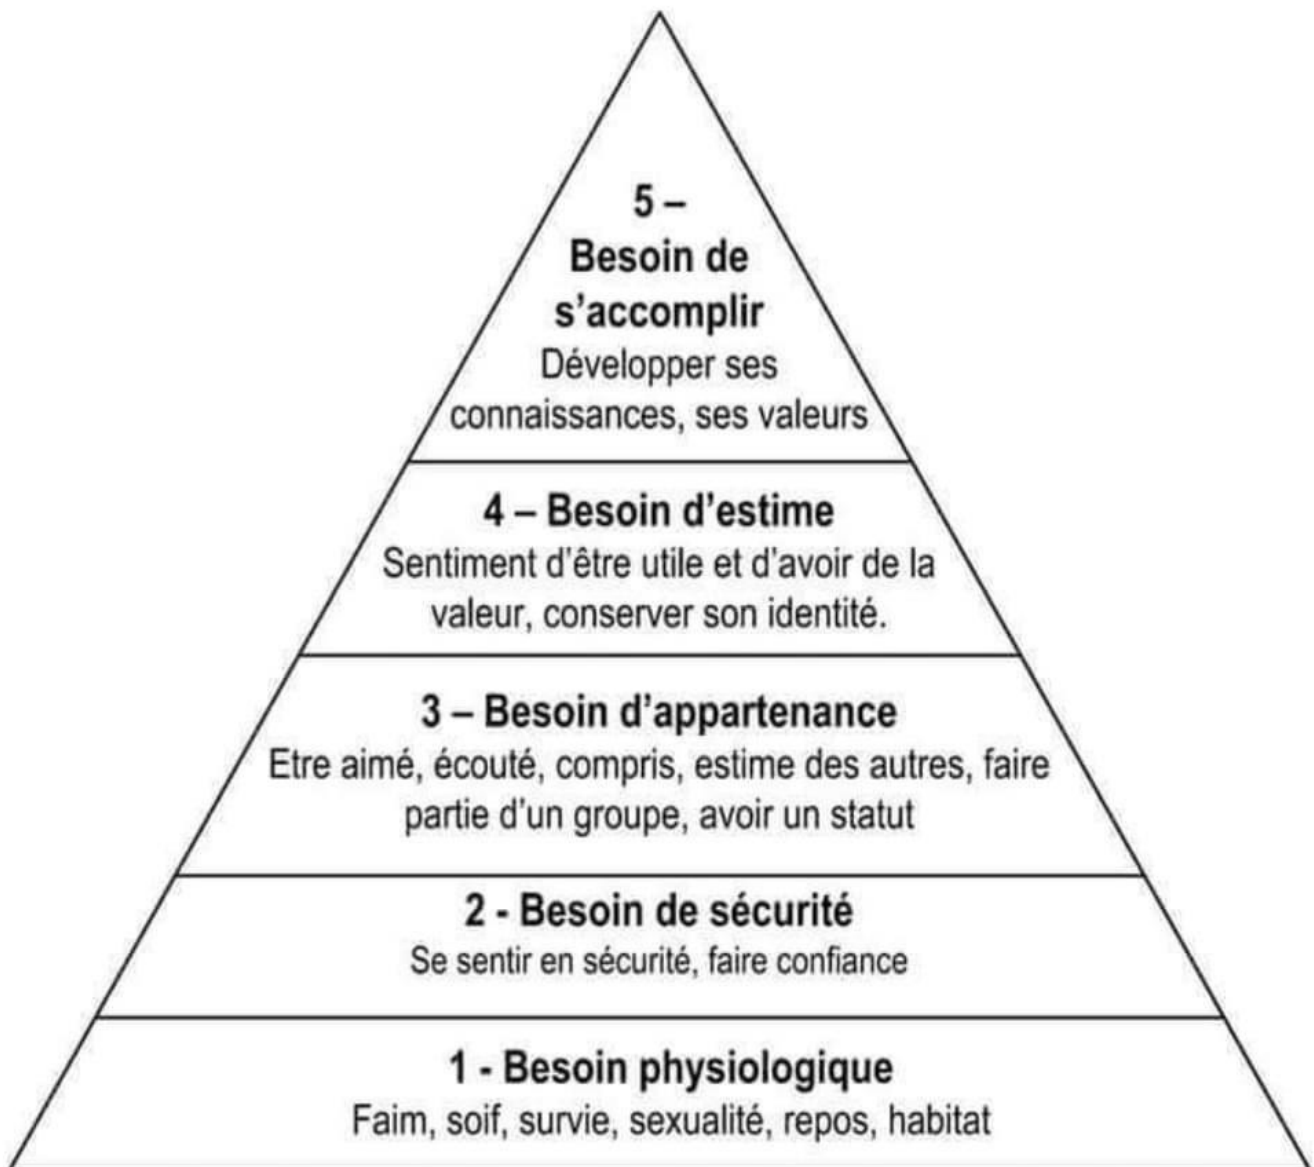 5 –
Besoin de
s’accomplir
Développer ses
connaissances, ses valeurs
4 – Besoin d’estime
Sentiment d’être utile et d’avoir de la
valeur, conserver son identité.
3 – Besoin d’appartenance
Etre aimé, écouté, compris, estime des autres, faire
partie d’un groupe, avoir un statut
2 - Besoin de sécurité
Se sentir en sécurité, faire confiance
1 - Besoin physiologique
Faim, soif, survie, sexualité, repos, habitat